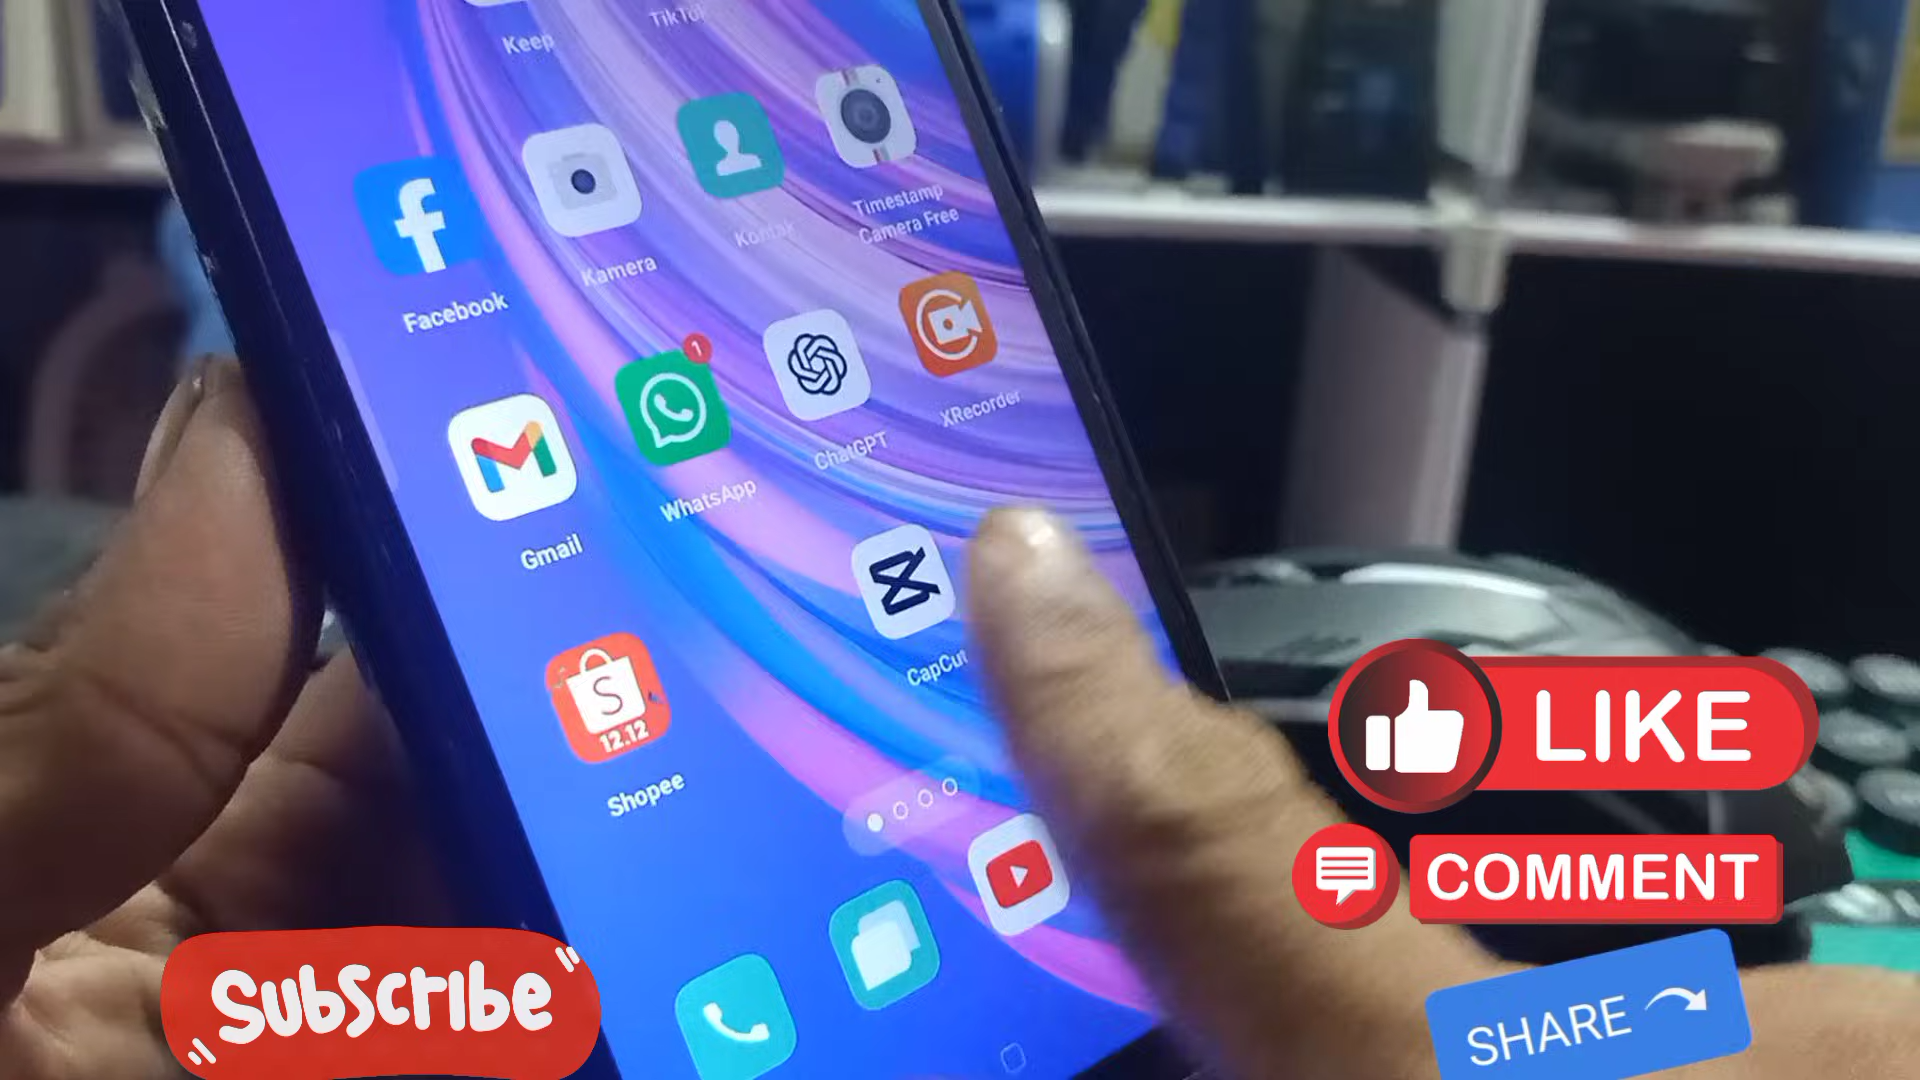 Keep
TikTok
Facebook
Kamera
Kontak
Timestamp
Camera Free
Gmail
1
WhatsApp
ChatGPT
XRecorder
S
12.12
Shopee
CapCut
LIKE
COMMENT
Subscribe
SHARE